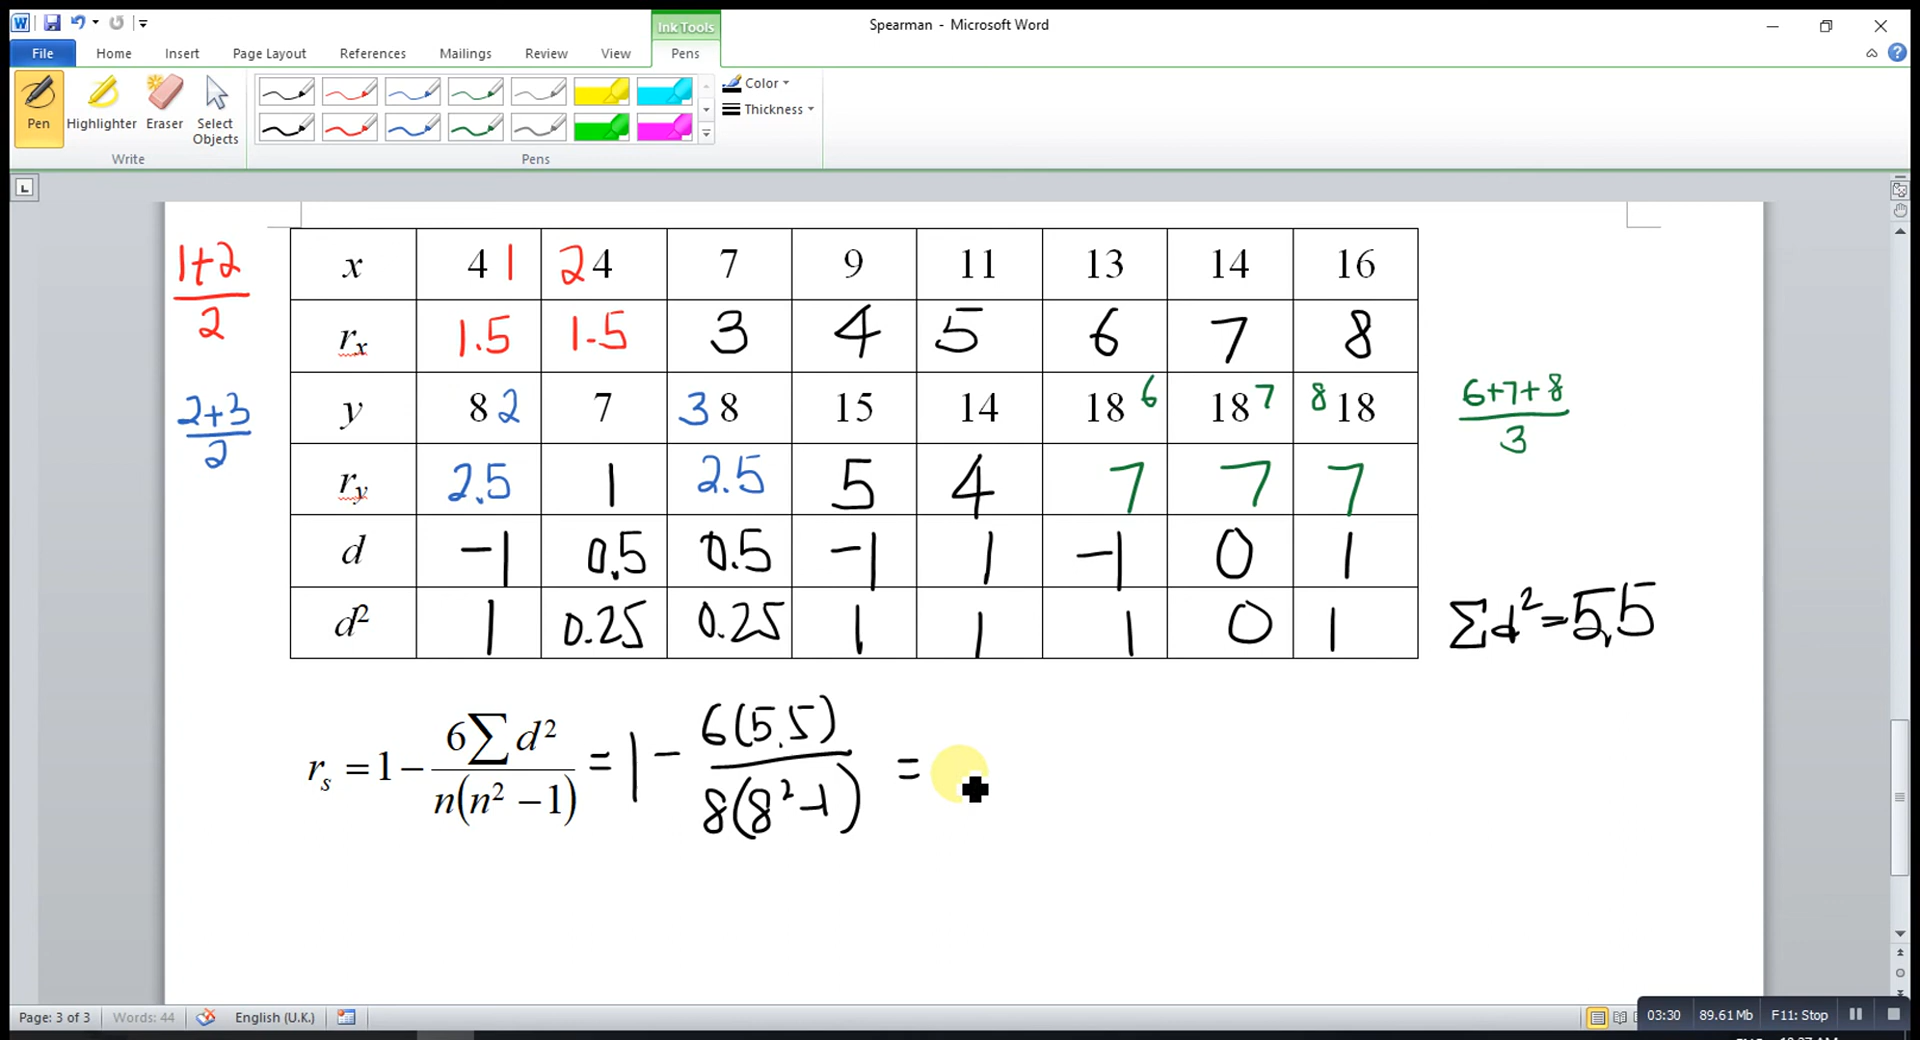 Spearman - Microsoft Word
Ink Tools
File Home Insert Page Layout References Mailings Review View Pens
Pen Highlighter Eraser Select Objects
Color
Thickness
Write Pens
1+2
2
x 4 1 2 4 7 9 11 13 14 16
rₓ 1.5 1.5 3 4 5 6 7 8
2+3
2
y 8 2 7 3 8 15 14 18 6 18 7 8 18
6+7+8
3
r_y 2.5 1 2.5 5 4 7 7 7
d -1 0.5 0.5 -1 1 -1 0 1
d² 1 0.25 0.25 1 1 1 0 1
∑d²=5.5
r_s = 1 - 6∑d² / n(n² - 1) = 1 - 6(5.5) / 8(8²-1) =
Page: 3 of 3 Words: 44 English (U.K.) 03:30 89.61 Mb F11: Stop